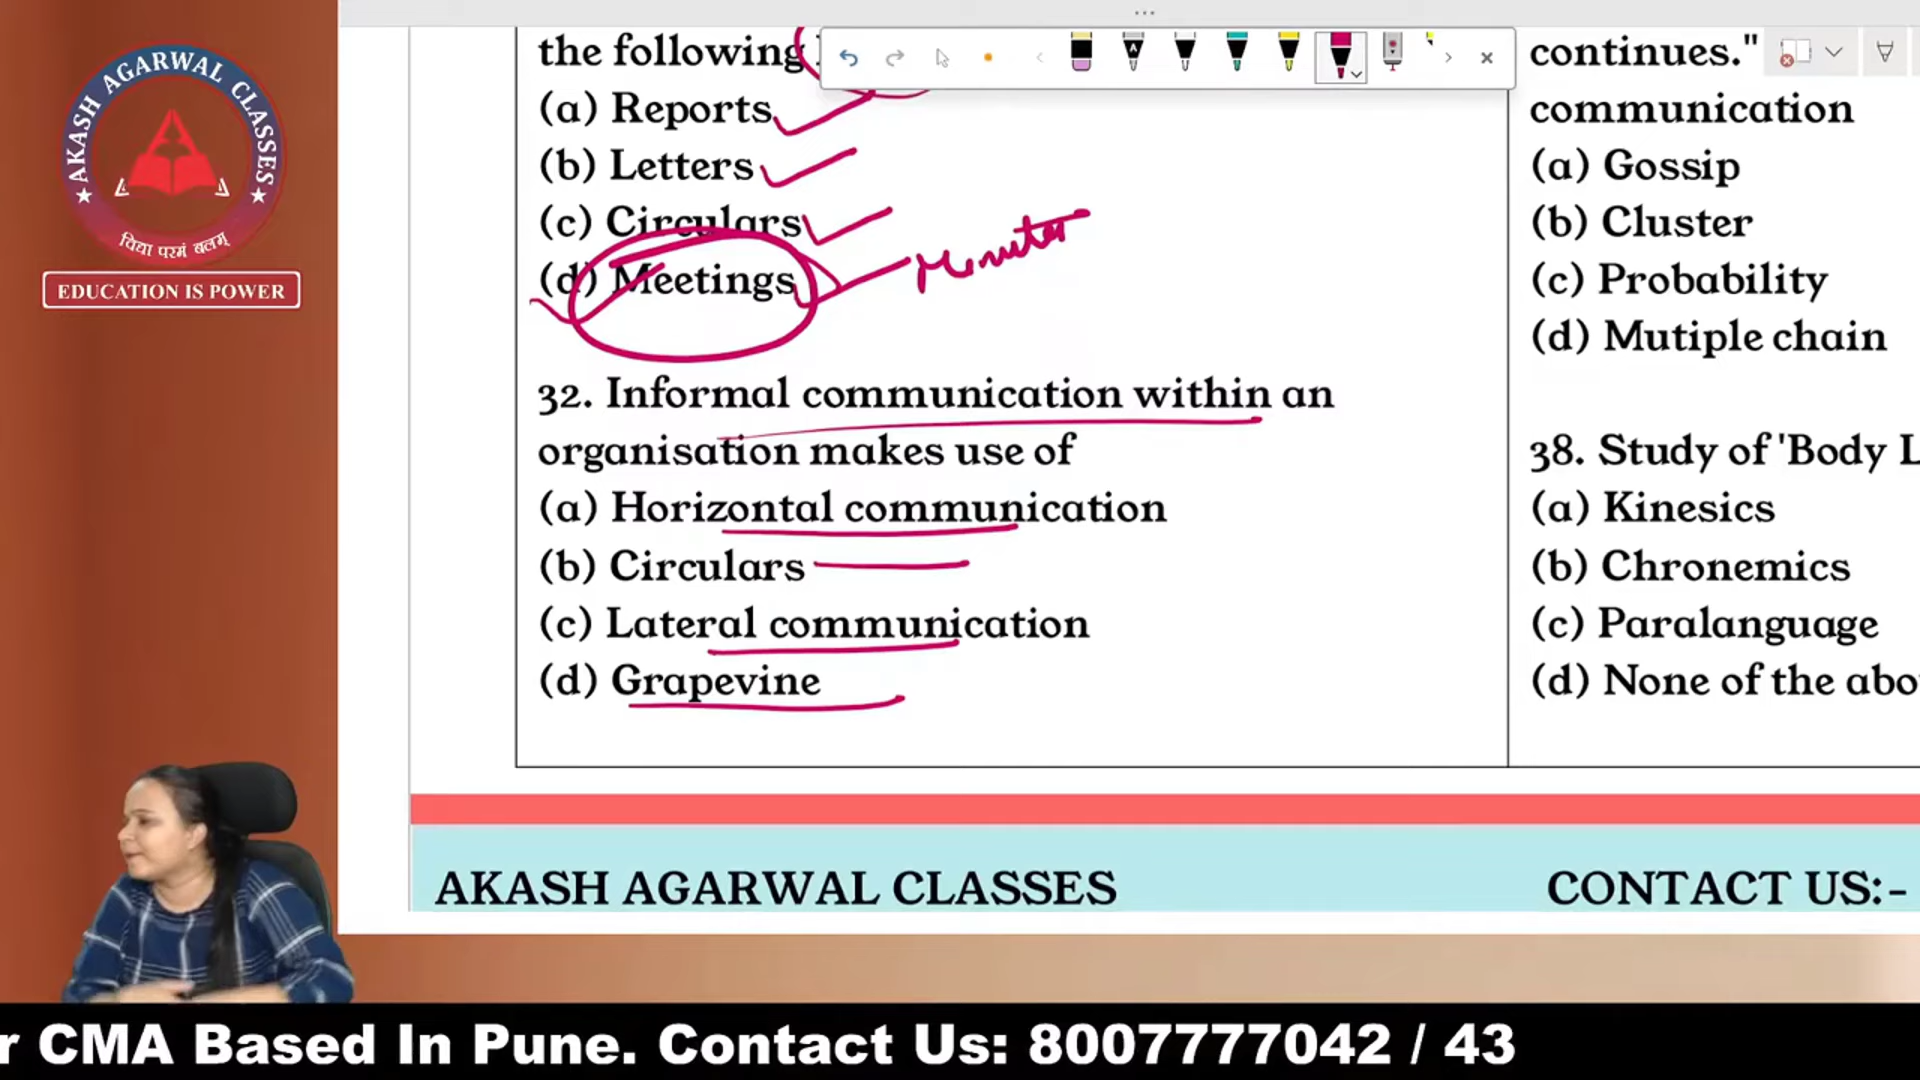 AKASH AGARWAL CLASSES
विद्या परमं बलम्
EDUCATION IS POWER
the following
(a) Reports
(b) Letters
(c) Circulars
(d) Meetings
32. Informal communication within an
organisation makes use of
(a) Horizontal communication
(b) Circulars
(c) Lateral communication
(d) Grapevine
continues."
communication
(a) Gossip
(b) Cluster
(c) Probability
(d) Mutiple chain
38. Study of 'Body L
(a) Kinesics
(b) Chronemics
(c) Paralanguage
(d) None of the abo
AKASH AGARWAL CLASSES
CONTACT US:-
r CMA Based In Pune. Contact Us: 8007777042 / 43